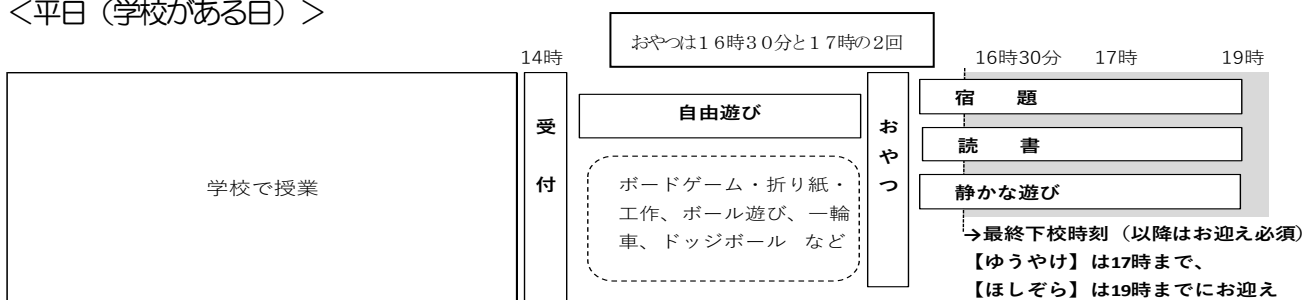 ＜平日（学校がある日）＞
おやつは１６時３０分と１７時の２回
14時
16時30分 17時 19時
学校で授業
受付
自由遊び
ボードゲーム・折り紙・
工作、ボール遊び、一輪
車、ドッジボール　など
おやつ
宿　題
読　書
静かな遊び
→最終下校時刻（以降はお迎え必須）
【ゆうやけ】は17時まで、
【ほしぞら】は19時までにお迎え